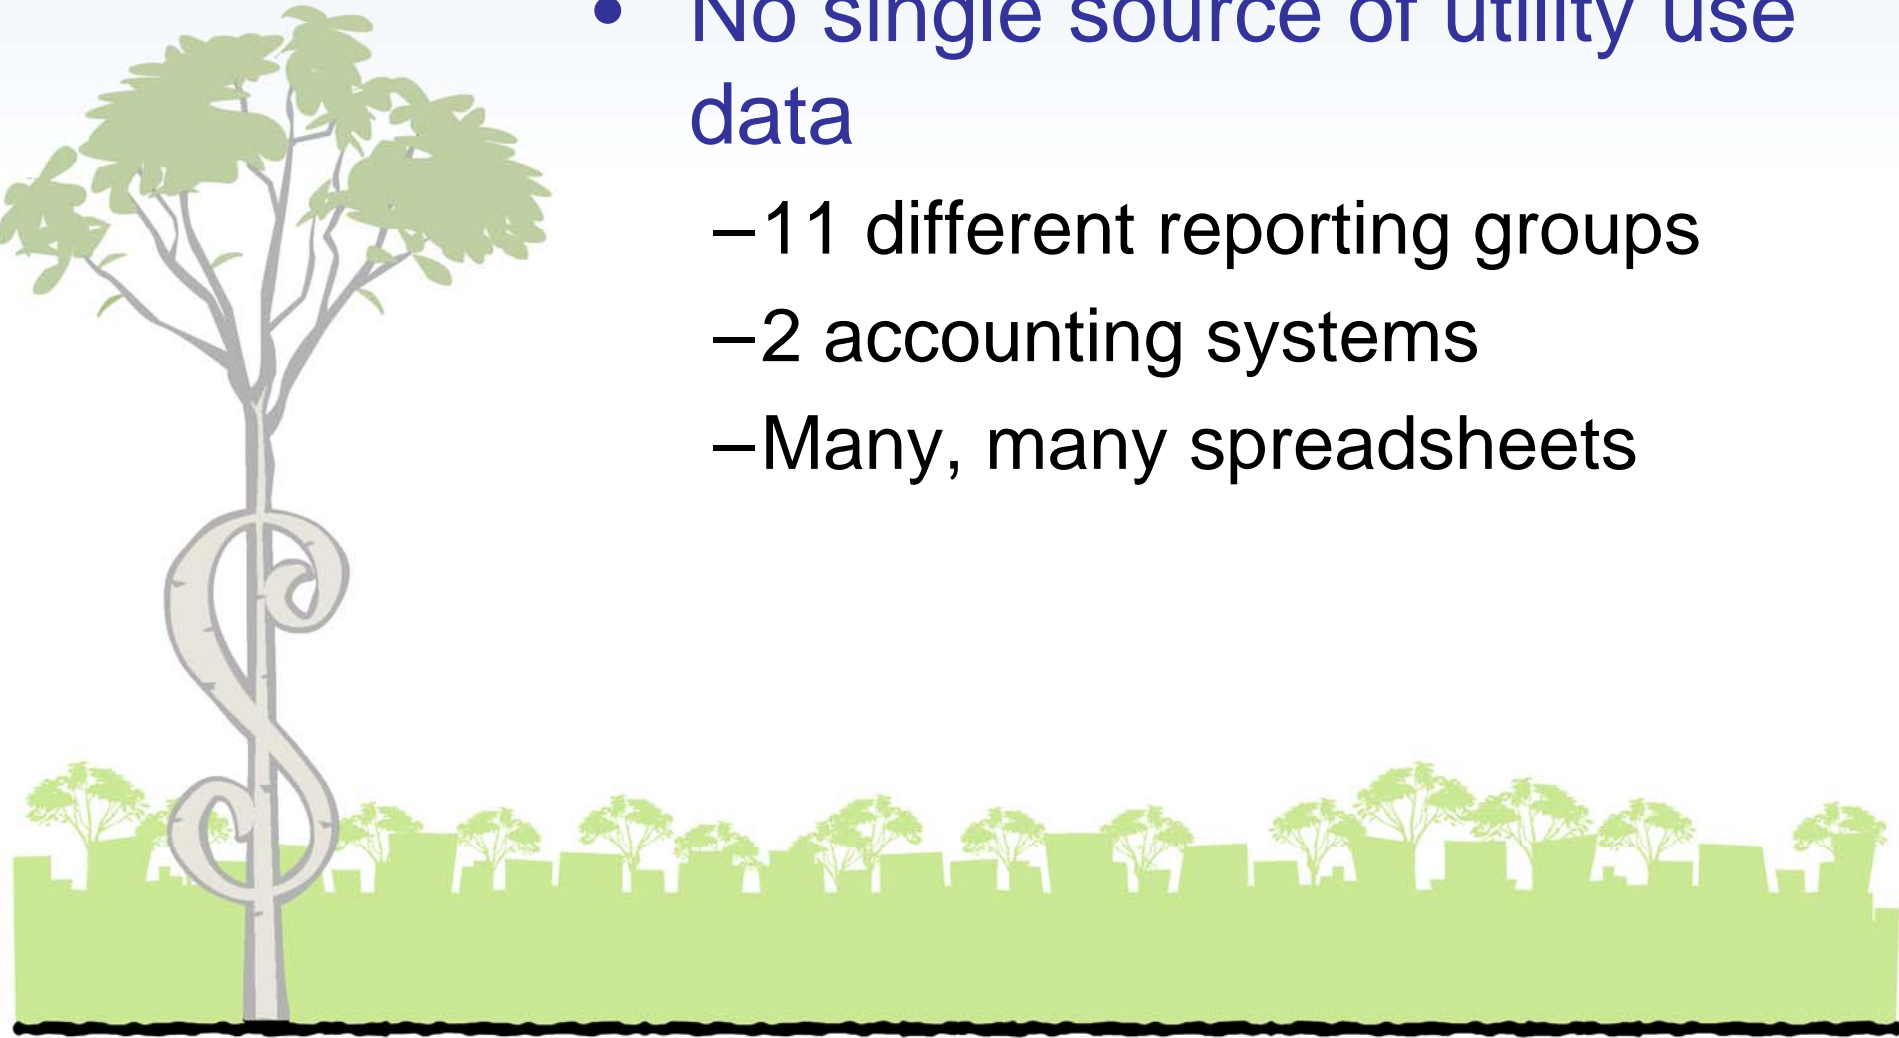 • No single source of utility use
data
–11 different reporting groups
–2 accounting systems
–Many, many spreadsheets